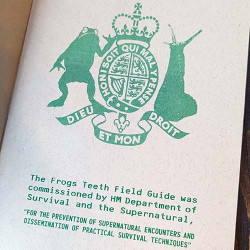 HONI SOIT QUI MAL Y PENSE
DIEU DROIT
ET MON
The Frogs Teeth Field Guide was
commissioned by HM Department of
Survival and the Supernatural,
"FOR THE PREVENTION OF SUPERNATURAL ENCOUNTERS AND
DISSEMINATION OF PRACTICAL SURVIVAL TECHNIQUES"